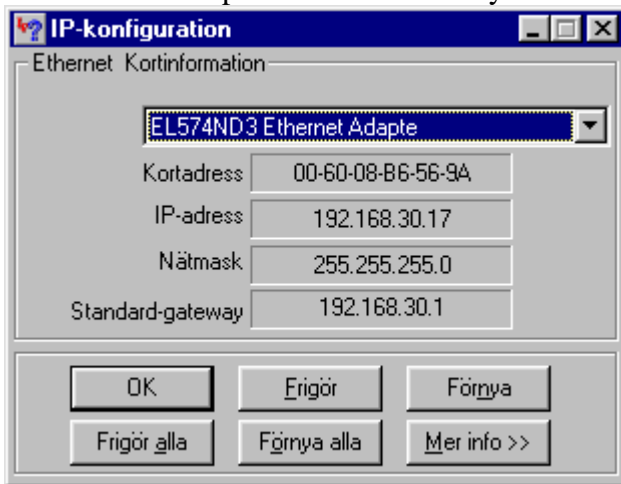 IP-konfiguration
Ethernet Kortinformation
EL574ND3 Ethernet Adapte
Kortadress 00-60-08-B6-56-9A
IP-adress 192.168.30.17
Nätmask 255.255.255.0
Standard-gateway 192.168.30.1
OK Frigör Förnya
Frigör alla Förnya alla Mer info >>